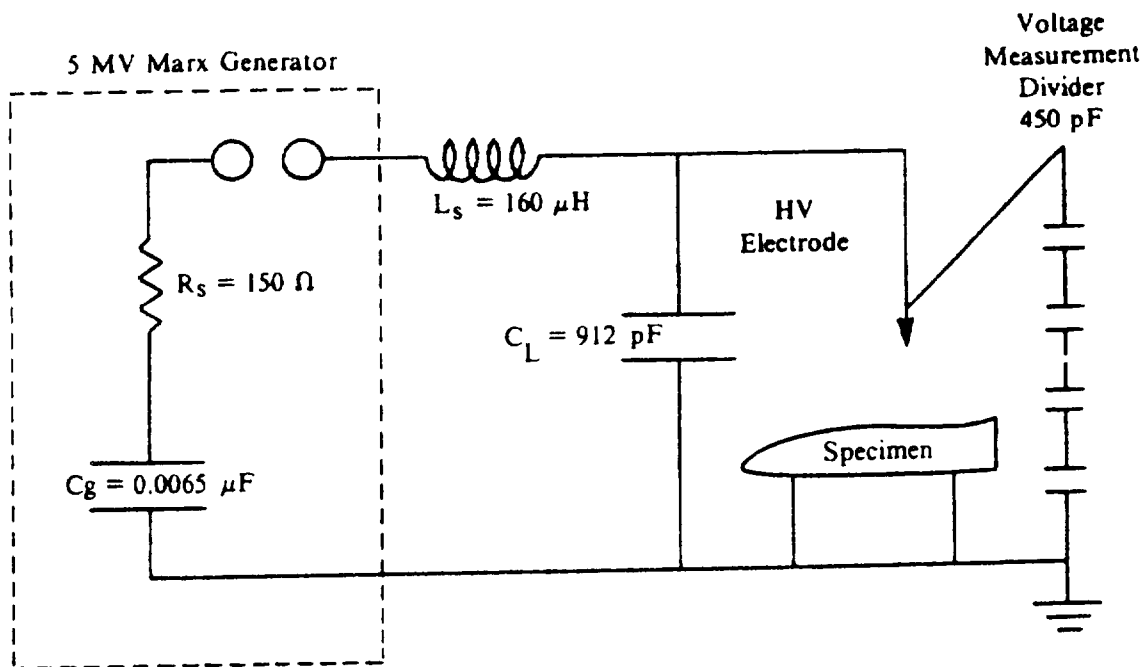 5 MV Marx Generator
Voltage
Measurement
Divider
450 pF
L_s = 160 μH
HV
Electrode
R_s = 150 Ω
C_L = 912 pF
Specimen
Cg = 0.0065 μF